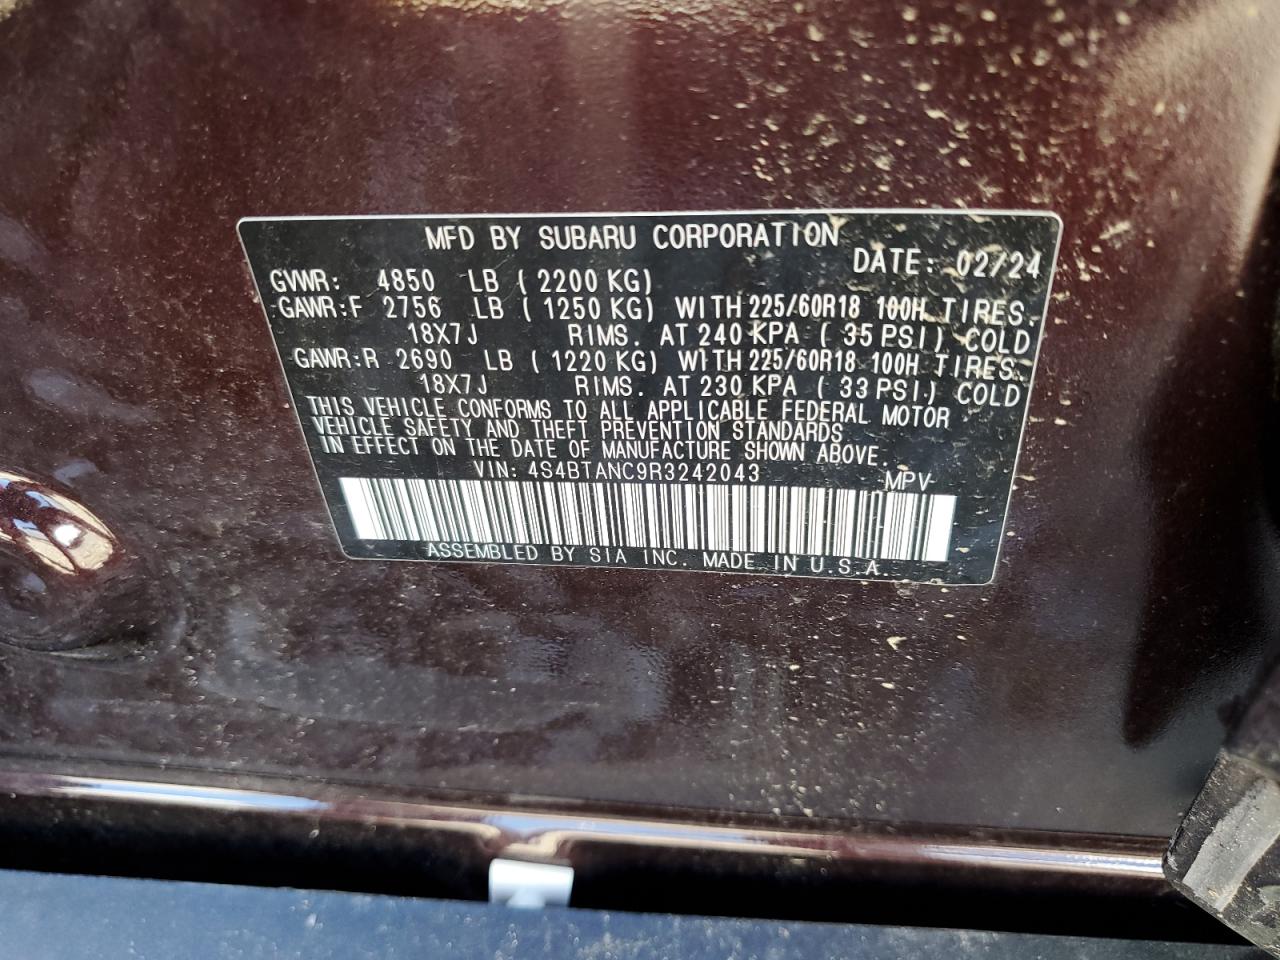 MFD BY SUBARU CORPORATION
DATE: 02/24
GVWR: 4850 LB ( 2200 KG)
GAWR:F 2756 LB ( 1250 KG) WITH 225/60R18 100H TIRES.
18X7J RIMS. AT 240 KPA ( 35 PSI) COLD
GAWR:R 2690 LB ( 1220 KG) WITH 225/60R18 100H TIRES.
18X7J RIMS. AT 230 KPA ( 33 PSI) COLD
THIS VEHICLE CONFORMS TO ALL APPLICABLE FEDERAL MOTOR
VEHICLE SAFETY AND THEFT PREVENTION STANDARDS
IN EFFECT ON THE DATE OF MANUFACTURE SHOWN ABOVE.
VIN: 4S4BTANC9R3242043 MPV
ASSEMBLED BY SIA INC. MADE IN U.S.A.